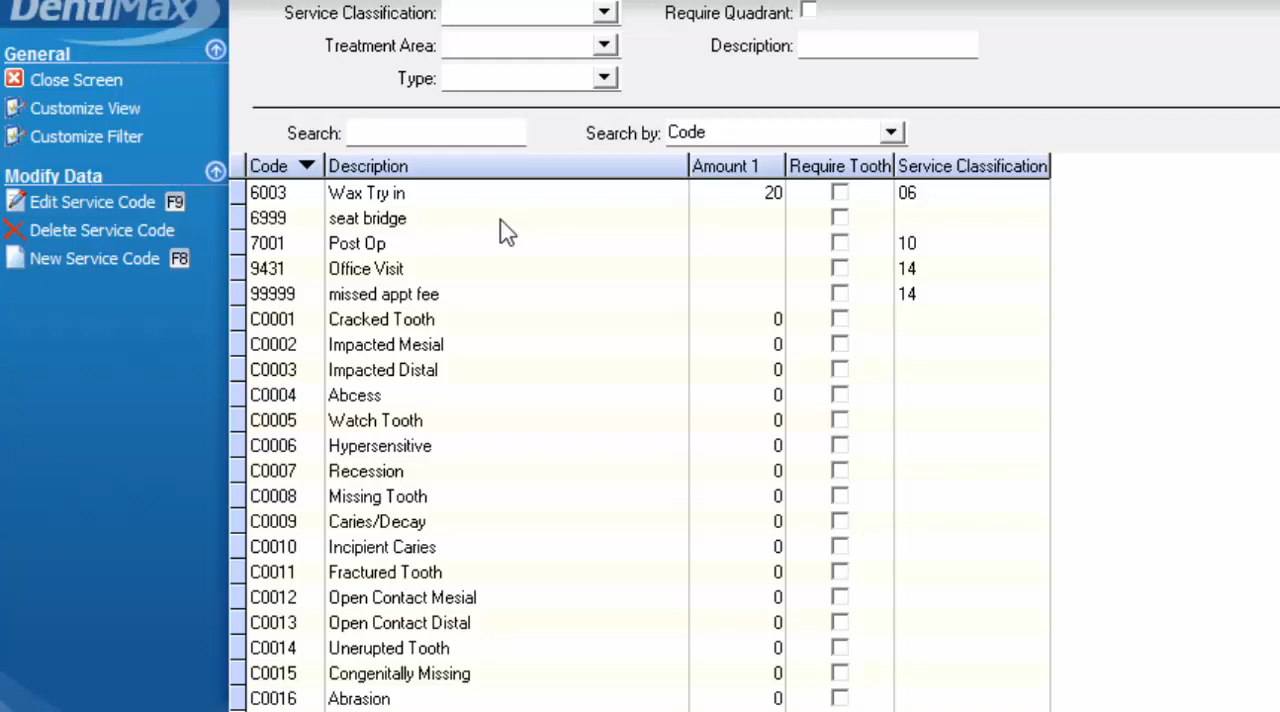 DentiMax
Service Classification:
Require Quadrant:
Treatment Area:
Description:
Type:
General
Close Screen
Customize View
Customize Filter
Modify Data
Edit Service Code F9
Delete Service Code
New Service Code F8
Search:
Search by: Code
Code Description Amount 1 Require Tooth Service Classification
6003 Wax Try in 20 06
6999 seat bridge
7001 Post Op 10
9431 Office Visit 14
99999 missed appt fee 14
C0001 Cracked Tooth 0
C0002 Impacted Mesial 0
C0003 Impacted Distal 0
C0004 Abcess 0
C0005 Watch Tooth 0
C0006 Hypersensitive 0
C0007 Recession 0
C0008 Missing Tooth 0
C0009 Caries/Decay 0
C0010 Incipient Caries 0
C0011 Fractured Tooth 0
C0012 Open Contact Mesial 0
C0013 Open Contact Distal 0
C0014 Unerupted Tooth 0
C0015 Congenitally Missing 0
C0016 Abrasion 0